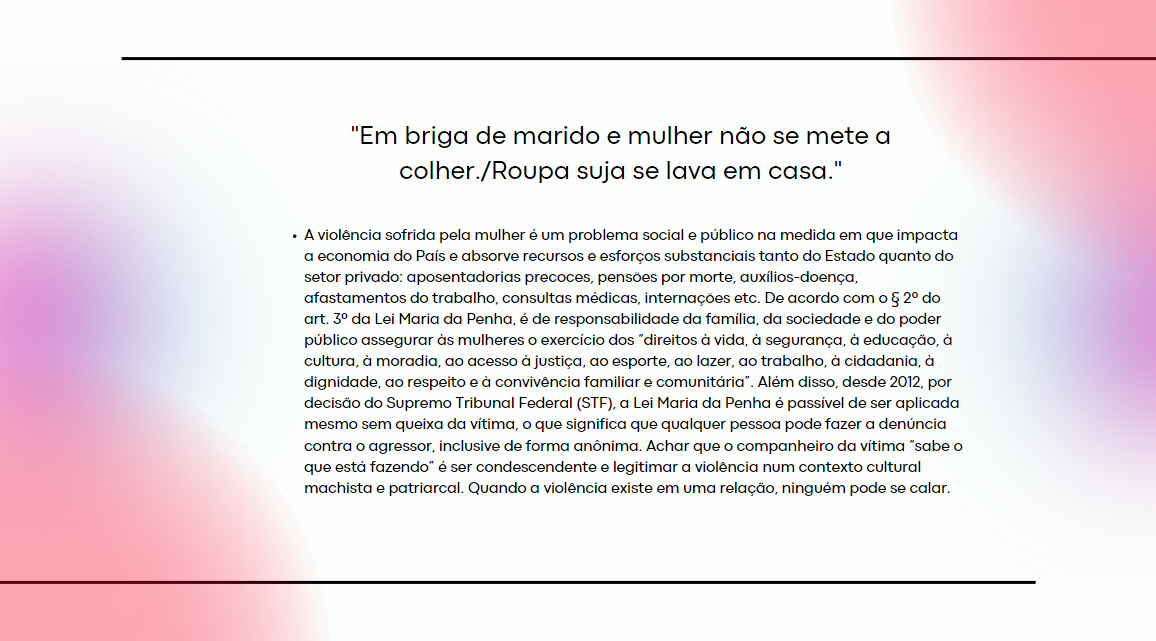 "Em briga de marido e mulher não se mete a
colher./Roupa suja se lava em casa."
• A violência sofrida pela mulher é um problema social e público na medida em que impacta
a economia do País e absorve recursos e esforços substanciais tanto do Estado quanto do
setor privado: aposentadorias precoces, pensões por morte, auxílios-doença,
afastamentos do trabalho, consultas médicas, internações etc. De acordo com o § 2º do
art. 3º da Lei Maria da Penha, é de responsabilidade da família, da sociedade e do poder
público assegurar às mulheres o exercício dos “direitos à vida, à segurança, à educação, à
cultura, à moradia, ao acesso à justiça, ao esporte, ao lazer, ao trabalho, à cidadania, à
dignidade, ao respeito e à convivência familiar e comunitária”. Além disso, desde 2012, por
decisão do Supremo Tribunal Federal (STF), a Lei Maria da Penha é passível de ser aplicada
mesmo sem queixa da vítima, o que significa que qualquer pessoa pode fazer a denúncia
contra o agressor, inclusive de forma anônima. Achar que o companheiro da vítima “sabe o
que está fazendo” é ser condescendente e legitimar a violência num contexto cultural
machista e patriarcal. Quando a violência existe em uma relação, ninguém pode se calar.